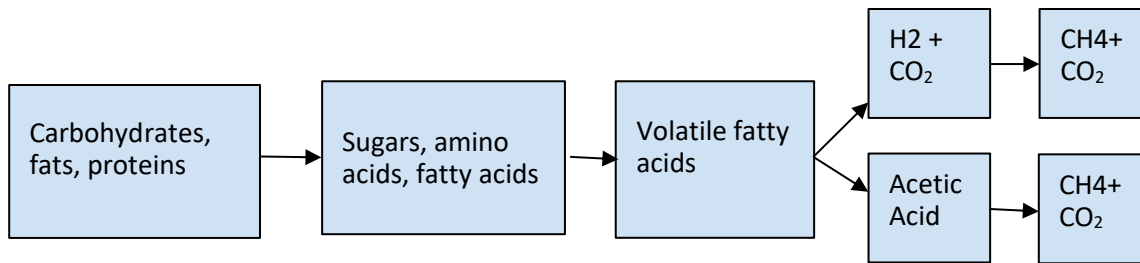 Carbohydrates,
fats, proteins
Sugars, amino
acids, fatty acids
Volatile fatty
acids
H2 +
CO₂
CH4+
CO₂
Acetic
Acid
CH4+
CO₂